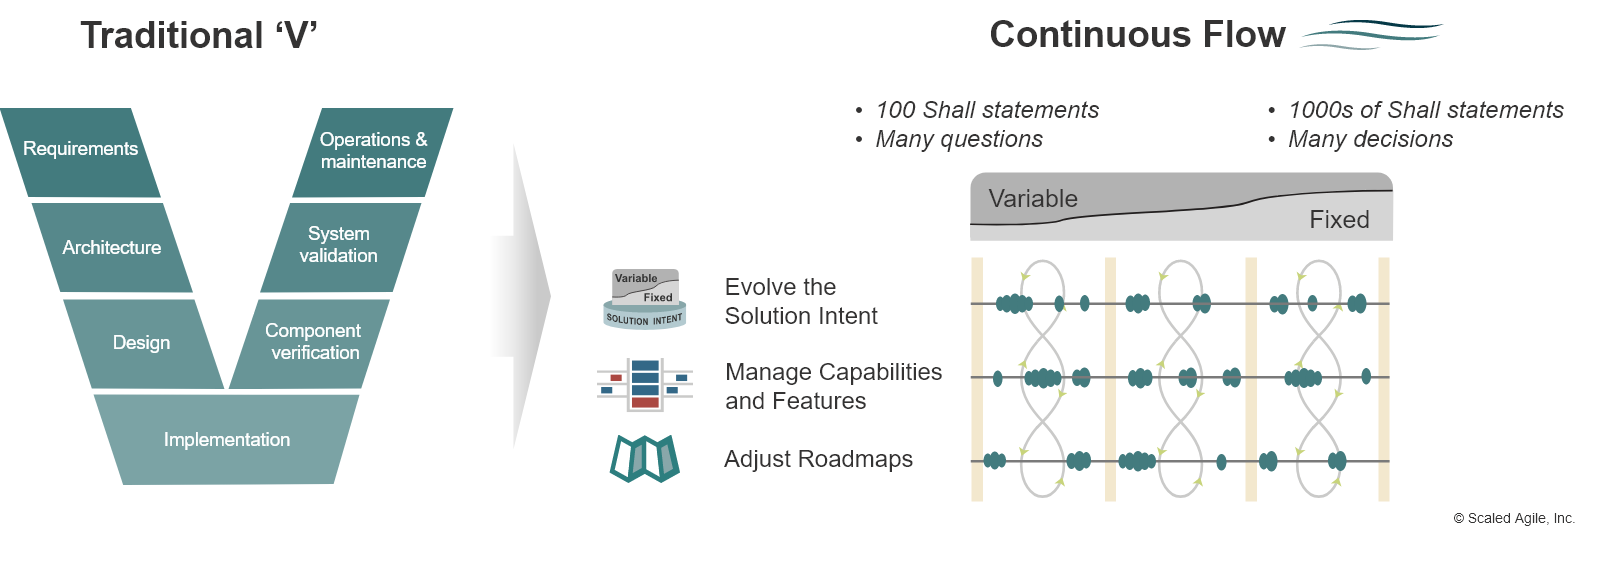 Traditional ‘V’
Requirements
Architecture
Design
Implementation
Operations &
maintenance
System
validation
Component
verification
Continuous Flow
• 100 Shall statements
• Many questions
• 1000s of Shall statements
• Many decisions
Variable
Fixed
Variable
Fixed
SOLUTION INTENT
Evolve the
Solution Intent
Manage Capabilities
and Features
Adjust Roadmaps
© Scaled Agile, Inc.